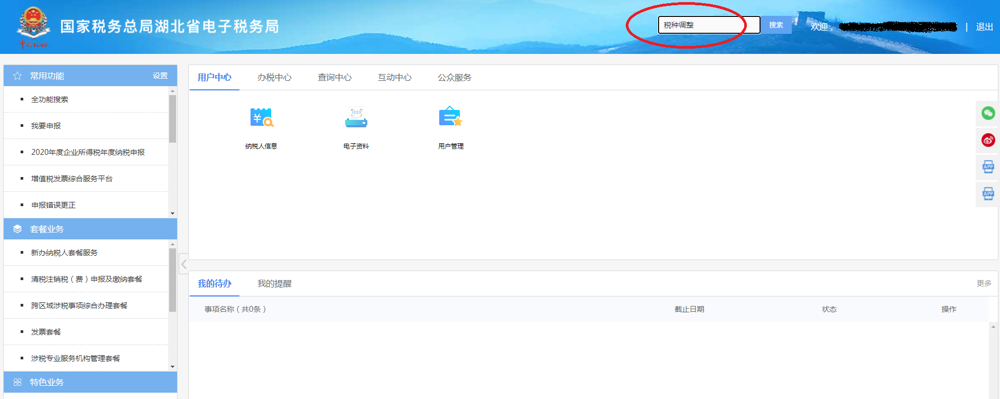 国家税务总局湖北省电子税务局
中国税务
税种调整
搜索
欢迎，
|
退出
常用功能
设置
全功能搜索
我要申报
2020年度企业所得税年度纳税申报
增值税发票综合服务平台
申报错误更正
套餐业务
新办纳税人套餐服务
清税注销税（费）申报及缴纳套餐
跨区域涉税事项综合办理套餐
发票套餐
涉税专业服务机构管理套餐
特色业务
用户中心
办税中心
查询中心
互动中心
公众服务
纳税人信息
电子资料
用户管理
APP
APP
我的待办
我的提醒
更多
事项名称（共0条）
截止日期
状态
操作